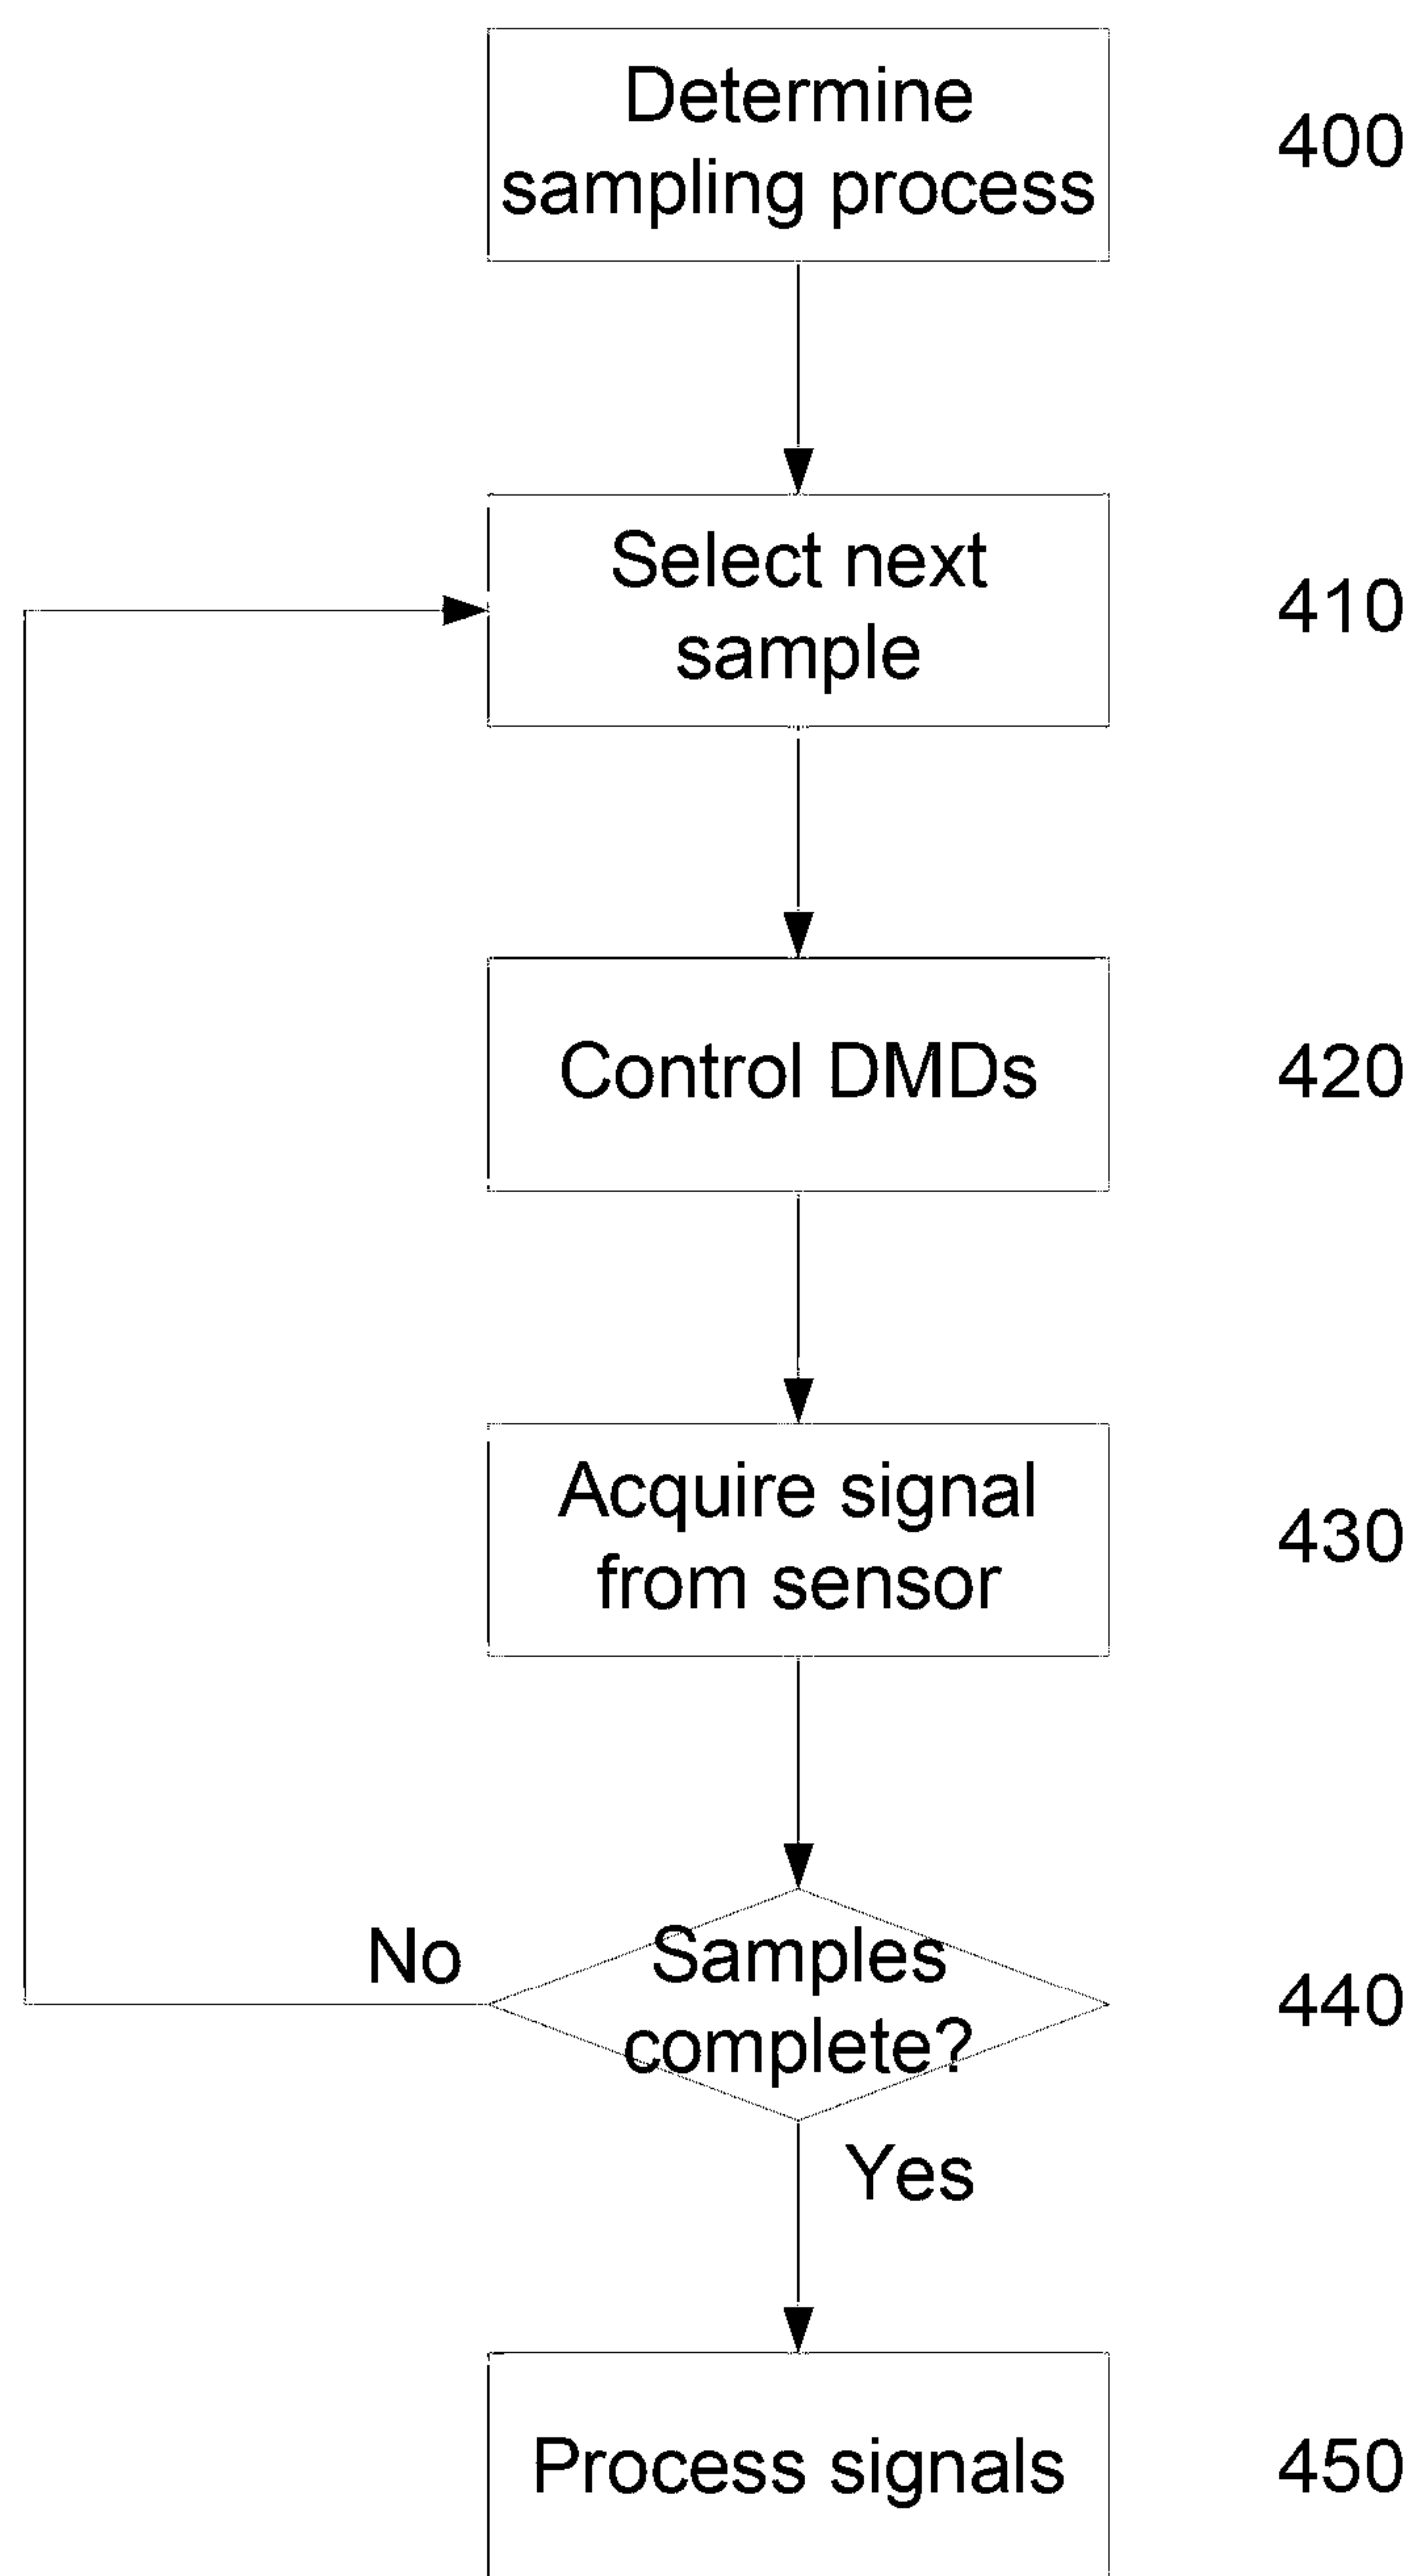 Determine
sampling process
400
Select next
sample
410
Control DMDs
420
Acquire signal
from sensor
430
No
Samples
complete?
440
Yes
Process signals
450